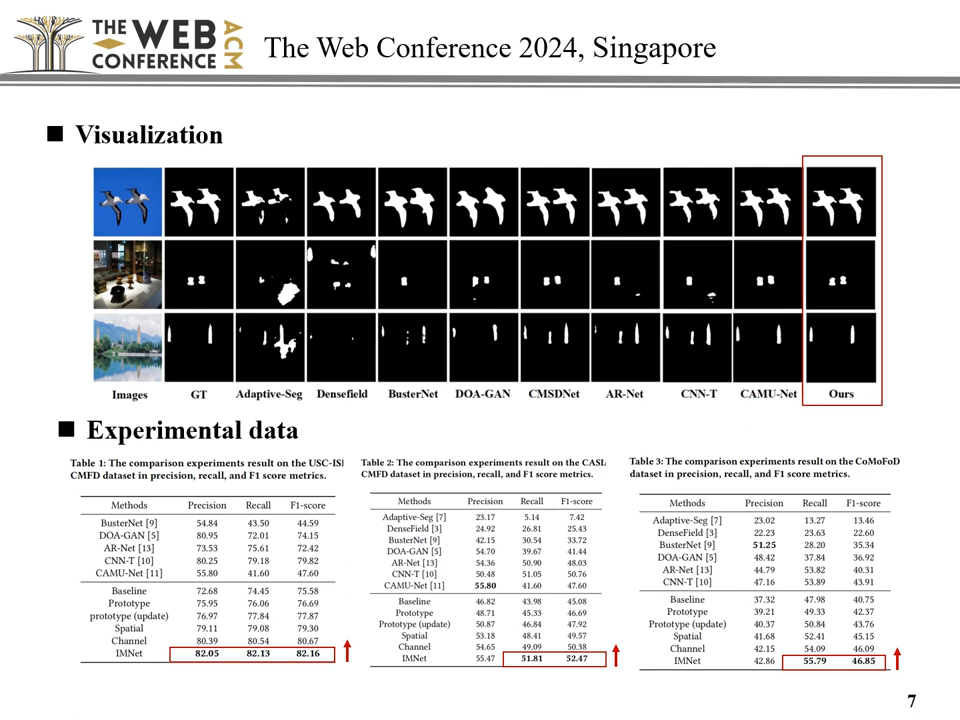 THE WEB CONFERENCE ACM
The Web Conference 2024, Singapore
Visualization
Images GT Adaptive-Seg Densefield BusterNet DOA-GAN CMSDNet AR-Net CNN-T CAMU-Net Ours
Experimental data
Table 1: The comparison experiments result on the USC-ISI
CMFD dataset in precision, recall, and F1 score metrics.
Methods Precision Recall F1-score
BusterNet [9] 54.84 43.50 44.59
DOA-GAN [5] 80.95 72.01 74.15
AR-Net [13] 73.53 75.61 72.42
CNN-T [10] 80.25 79.18 79.82
CAMU-Net [11] 55.80 41.60 47.60
Baseline 72.68 74.45 75.58
Prototype 75.95 76.06 76.69
prototype (update) 76.97 77.84 77.87
Spatial 79.11 79.08 79.30
Channel 80.39 80.54 80.67
IMNet 82.05 82.13 82.16
Table 2: The comparison experiments result on the CASI
CMFD dataset in precision, recall, and F1 score metrics.
Methods Precision Recall F1-score
Adaptive-Seg [7] 23.17 5.14 7.42
DenseField [3] 24.92 26.81 25.43
BusterNet [9] 42.15 30.54 33.72
DOA-GAN [5] 54.70 39.67 41.44
AR-Net [13] 54.36 50.90 48.03
CNN-T [10] 50.48 51.05 50.76
CAMU-Net [11] 55.80 41.60 47.60
Baseline 46.82 43.98 45.08
Prototype 48.71 45.33 46.69
Prototype (update) 50.87 46.84 47.92
Spatial 53.18 48.41 49.57
Channel 54.65 49.09 50.38
IMNet 55.47 51.81 52.47
Table 3: The comparison experiments result on the CoMoFoD
dataset in precision, recall, and F1 score metrics.
Methods Precision Recall F1-score
Adaptive-Seg [7] 23.02 13.27 13.46
DenseField [3] 22.23 23.63 22.60
BusterNet [9] 51.25 28.20 35.34
DOA-GAN [5] 48.42 37.84 36.92
AR-Net [13] 44.79 53.82 40.31
CNN-T [10] 47.16 53.89 43.91
Baseline 37.32 47.98 40.75
Prototype 39.21 49.33 42.37
Prototype (update) 40.37 50.84 43.76
Spatial 41.68 52.41 45.15
Channel 42.15 54.09 46.09
IMNet 42.86 55.79 46.85
7